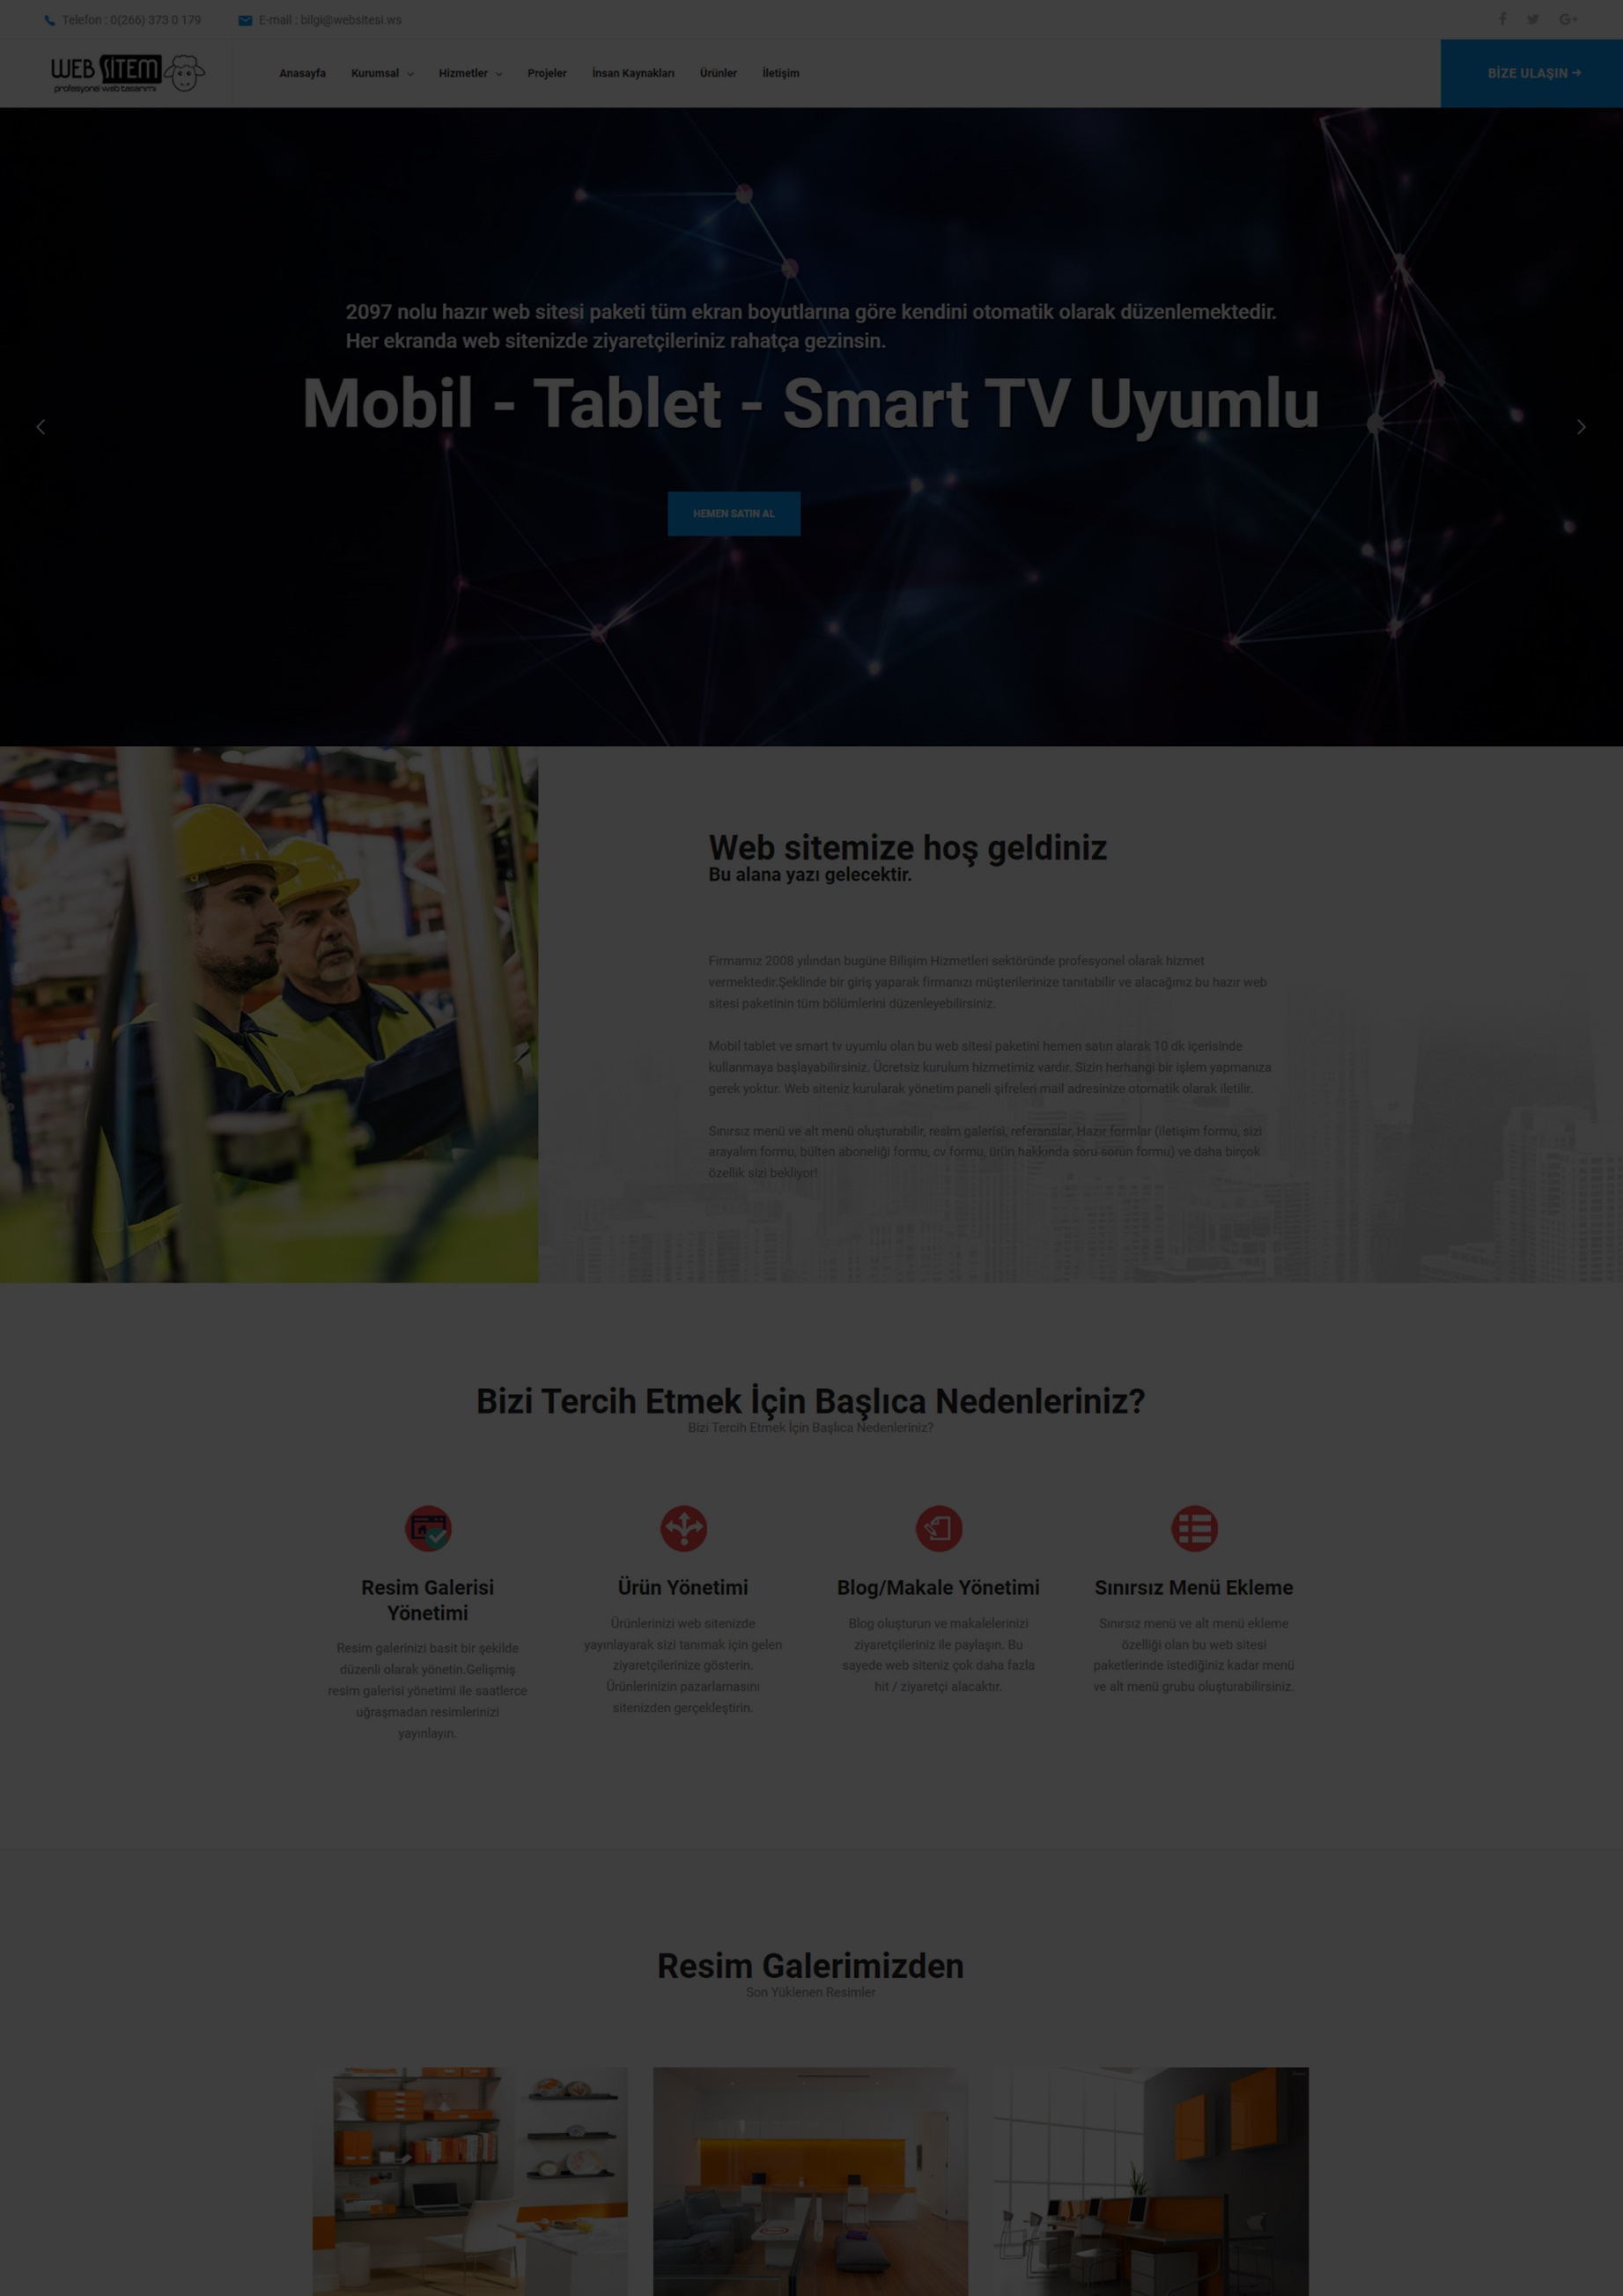 Telefon : 0(266) 373 0 179
E-mail : bilgi@websitesi.ws
WEB SİTEM
profesyonel web tasarımı
Anasayfa
Kurumsal
Hizmetler
Projeler
İnsan Kaynakları
Ürünler
İletişim
BİZE ULAŞIN
2097 nolu hazır web sitesi paketi tüm ekran boyutlarına göre kendini otomatik olarak düzenlemektedir.
Her ekranda web sitenizde ziyaretçileriniz rahatça gezinsin.
Mobil - Tablet - Smart TV Uyumlu
HEMEN SATIN AL
Web sitemize hoş geldiniz
Bu alana yazı gelecektir.
Firmamız 2008 yılından bugüne Bilişim Hizmetleri sektöründe profesyonel olarak hizmet
vermektedir.Şeklinde bir giriş yaparak firmanızı müşterilerinize tanıtabilir ve alacağınız bu hazır web
sitesi paketinin tüm bölümlerini düzenleyebilirsiniz.
Mobil tablet ve smart tv uyumlu olan bu web sitesi paketini hemen satın alarak 10 dk içerisinde
kullanmaya başlayabilirsiniz. Ücretsiz kurulum hizmetimiz vardır. Sizin herhangi bir işlem yapmanıza
gerek yoktur. Web siteniz kurularak yönetim paneli şifreleri mail adresinize otomatik olarak iletilir.
Sınırsız menü ve alt menü oluşturabilir, resim galerisi, referanslar, Hazır formlar (iletişim formu, sizi
arayalım formu, bülten aboneliği formu, cv formu, ürün hakkında soru sorun formu) ve daha birçok
özellik sizi bekliyor!
Bizi Tercih Etmek İçin Başlıca Nedenleriniz?
Bizi Tercih Etmek İçin Başlıca Nedenleriniz?
Resim Galerisi
Yönetimi
Resim galerinizi basit bir şekilde
düzenli olarak yönetin.Gelişmiş
resim galerisi yönetimi ile saatlerce
uğraşmadan resimlerinizi
yayınlayın.
Ürün Yönetimi
Ürünlerinizi web sitenizde
yayınlayarak sizi tanımak için gelen
ziyaretçilerinize gösterin.
Ürünlerinizin pazarlamasını
sitenizden gerçekleştirin.
Blog/Makale Yönetimi
Blog oluşturun ve makalelerinizi
ziyaretçileriniz ile paylaşın. Bu
sayede web siteniz çok daha fazla
hit / ziyaretçi alacaktır.
Sınırsız Menü Ekleme
Sınırsız menü ve alt menü ekleme
özelliği olan bu web sitesi
paketlerinde istediğiniz kadar menü
ve alt menü grubu oluşturabilirsiniz.
Resim Galerimizden
Son Yüklenen Resimler